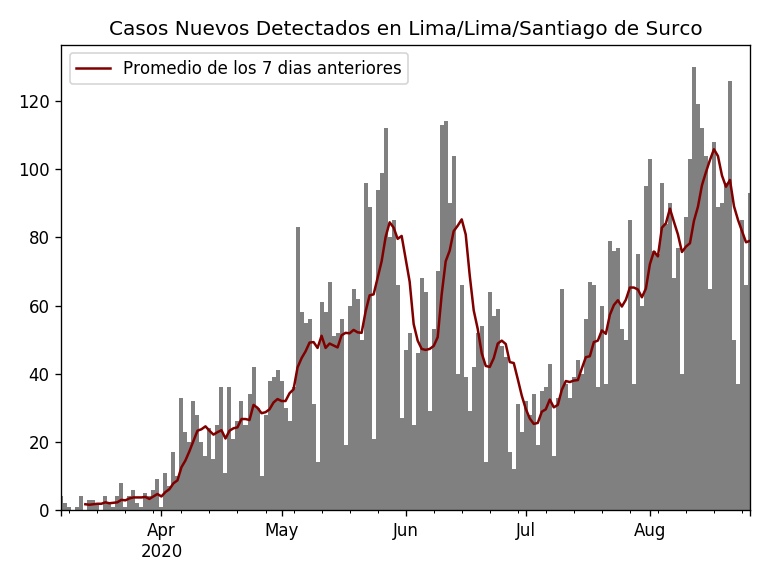 Casos Nuevos Detectados en Lima/Lima/Santiago de Surco
Promedio de los 7 dias anteriores
120
100
80
60
40
20
0
Apr
2020
May
Jun
Jul
Aug